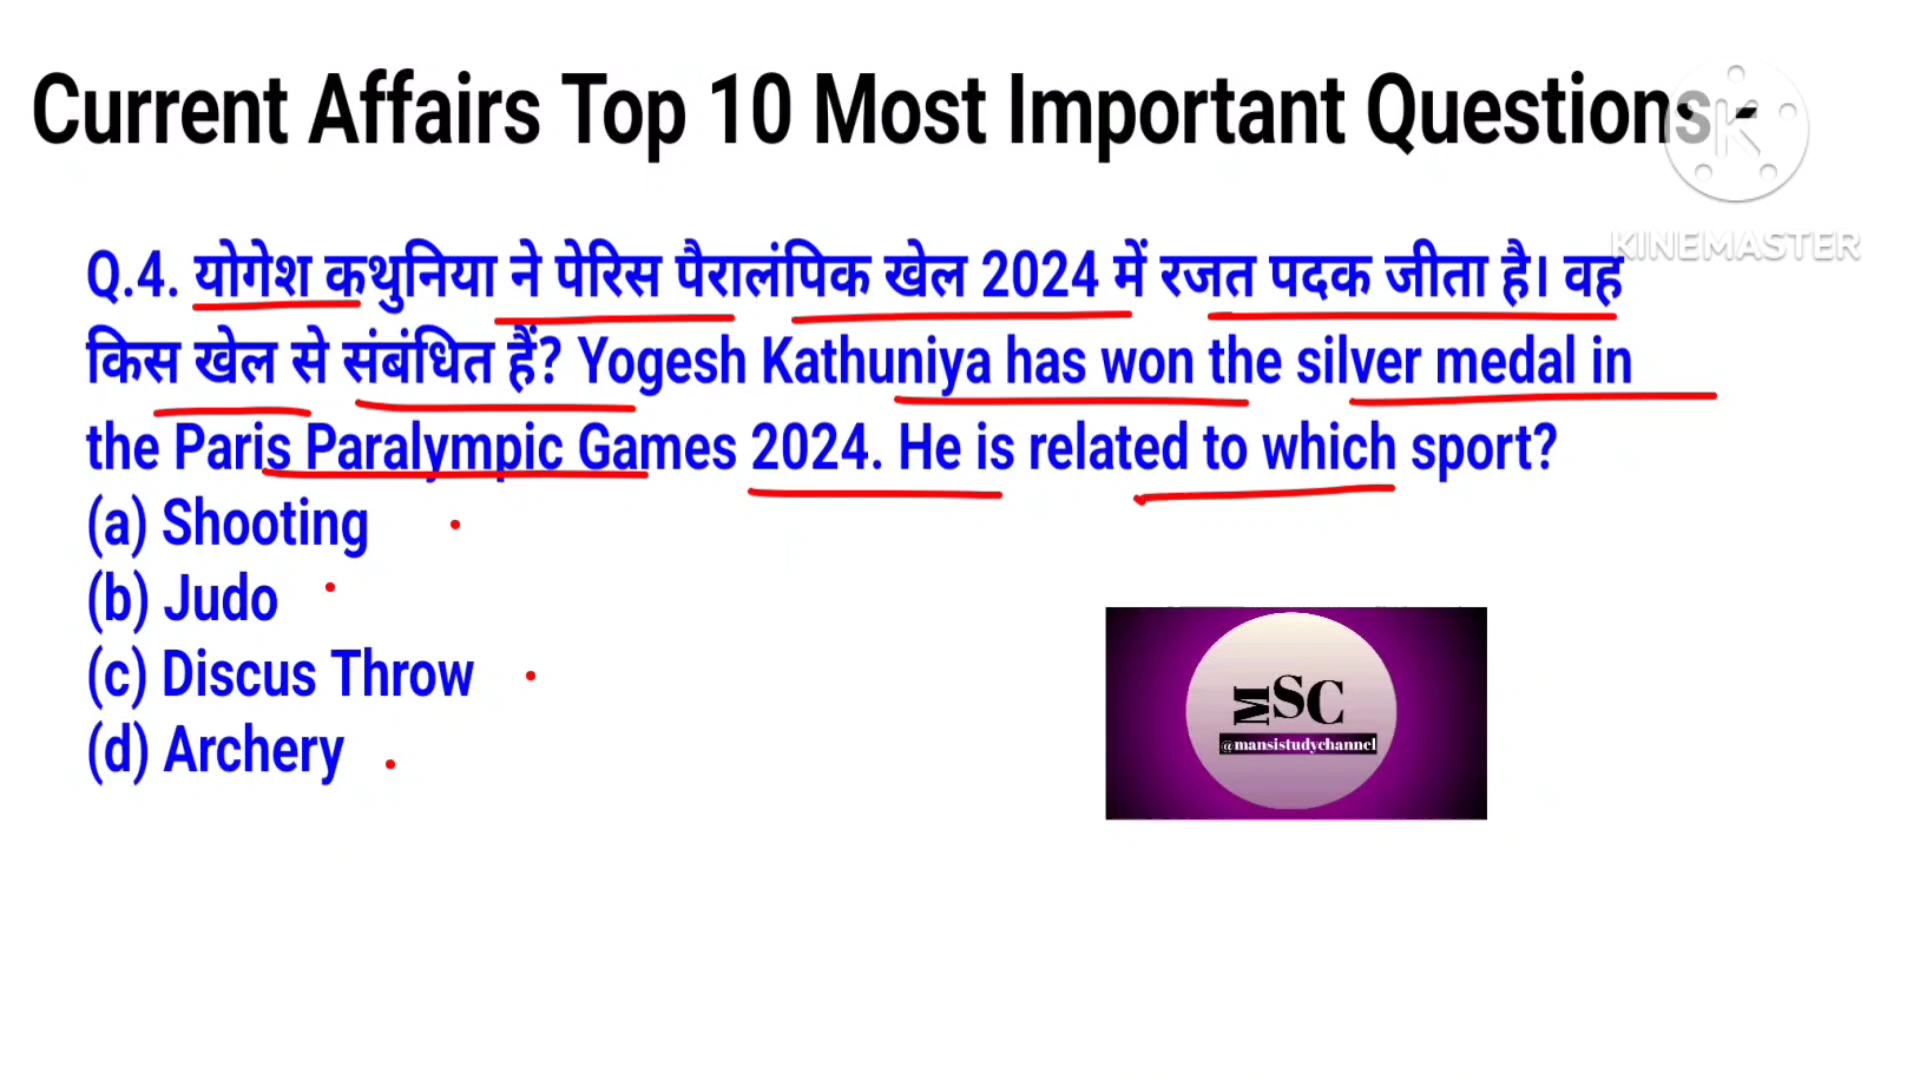 Current Affairs Top 10 Most Important Questions -
KINEMASTER
Q.4. योगेश कथुनिया ने पेरिस पैरालंपिक खेल 2024 में रजत पदक जीता है। वह
किस खेल से संबंधित हैं? Yogesh Kathuniya has won the silver medal in
the Paris Paralympic Games 2024. He is related to which sport?
(a) Shooting
(b) Judo
(c) Discus Throw
(d) Archery
MSC
@mansistudychannel